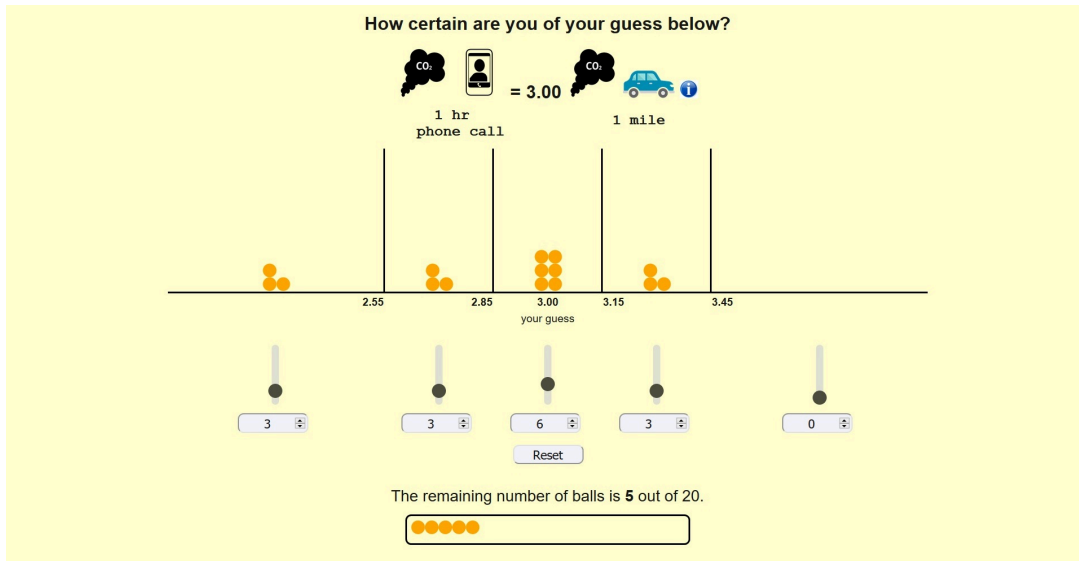 How certain are you of your guess below?
CO₂
= 3.00
CO₂
i
1 hr
phone call
1 mile
2.55
2.85
3.00
3.15
3.45
your guess
3
3
6
3
0
Reset
The remaining number of balls is 5 out of 20.